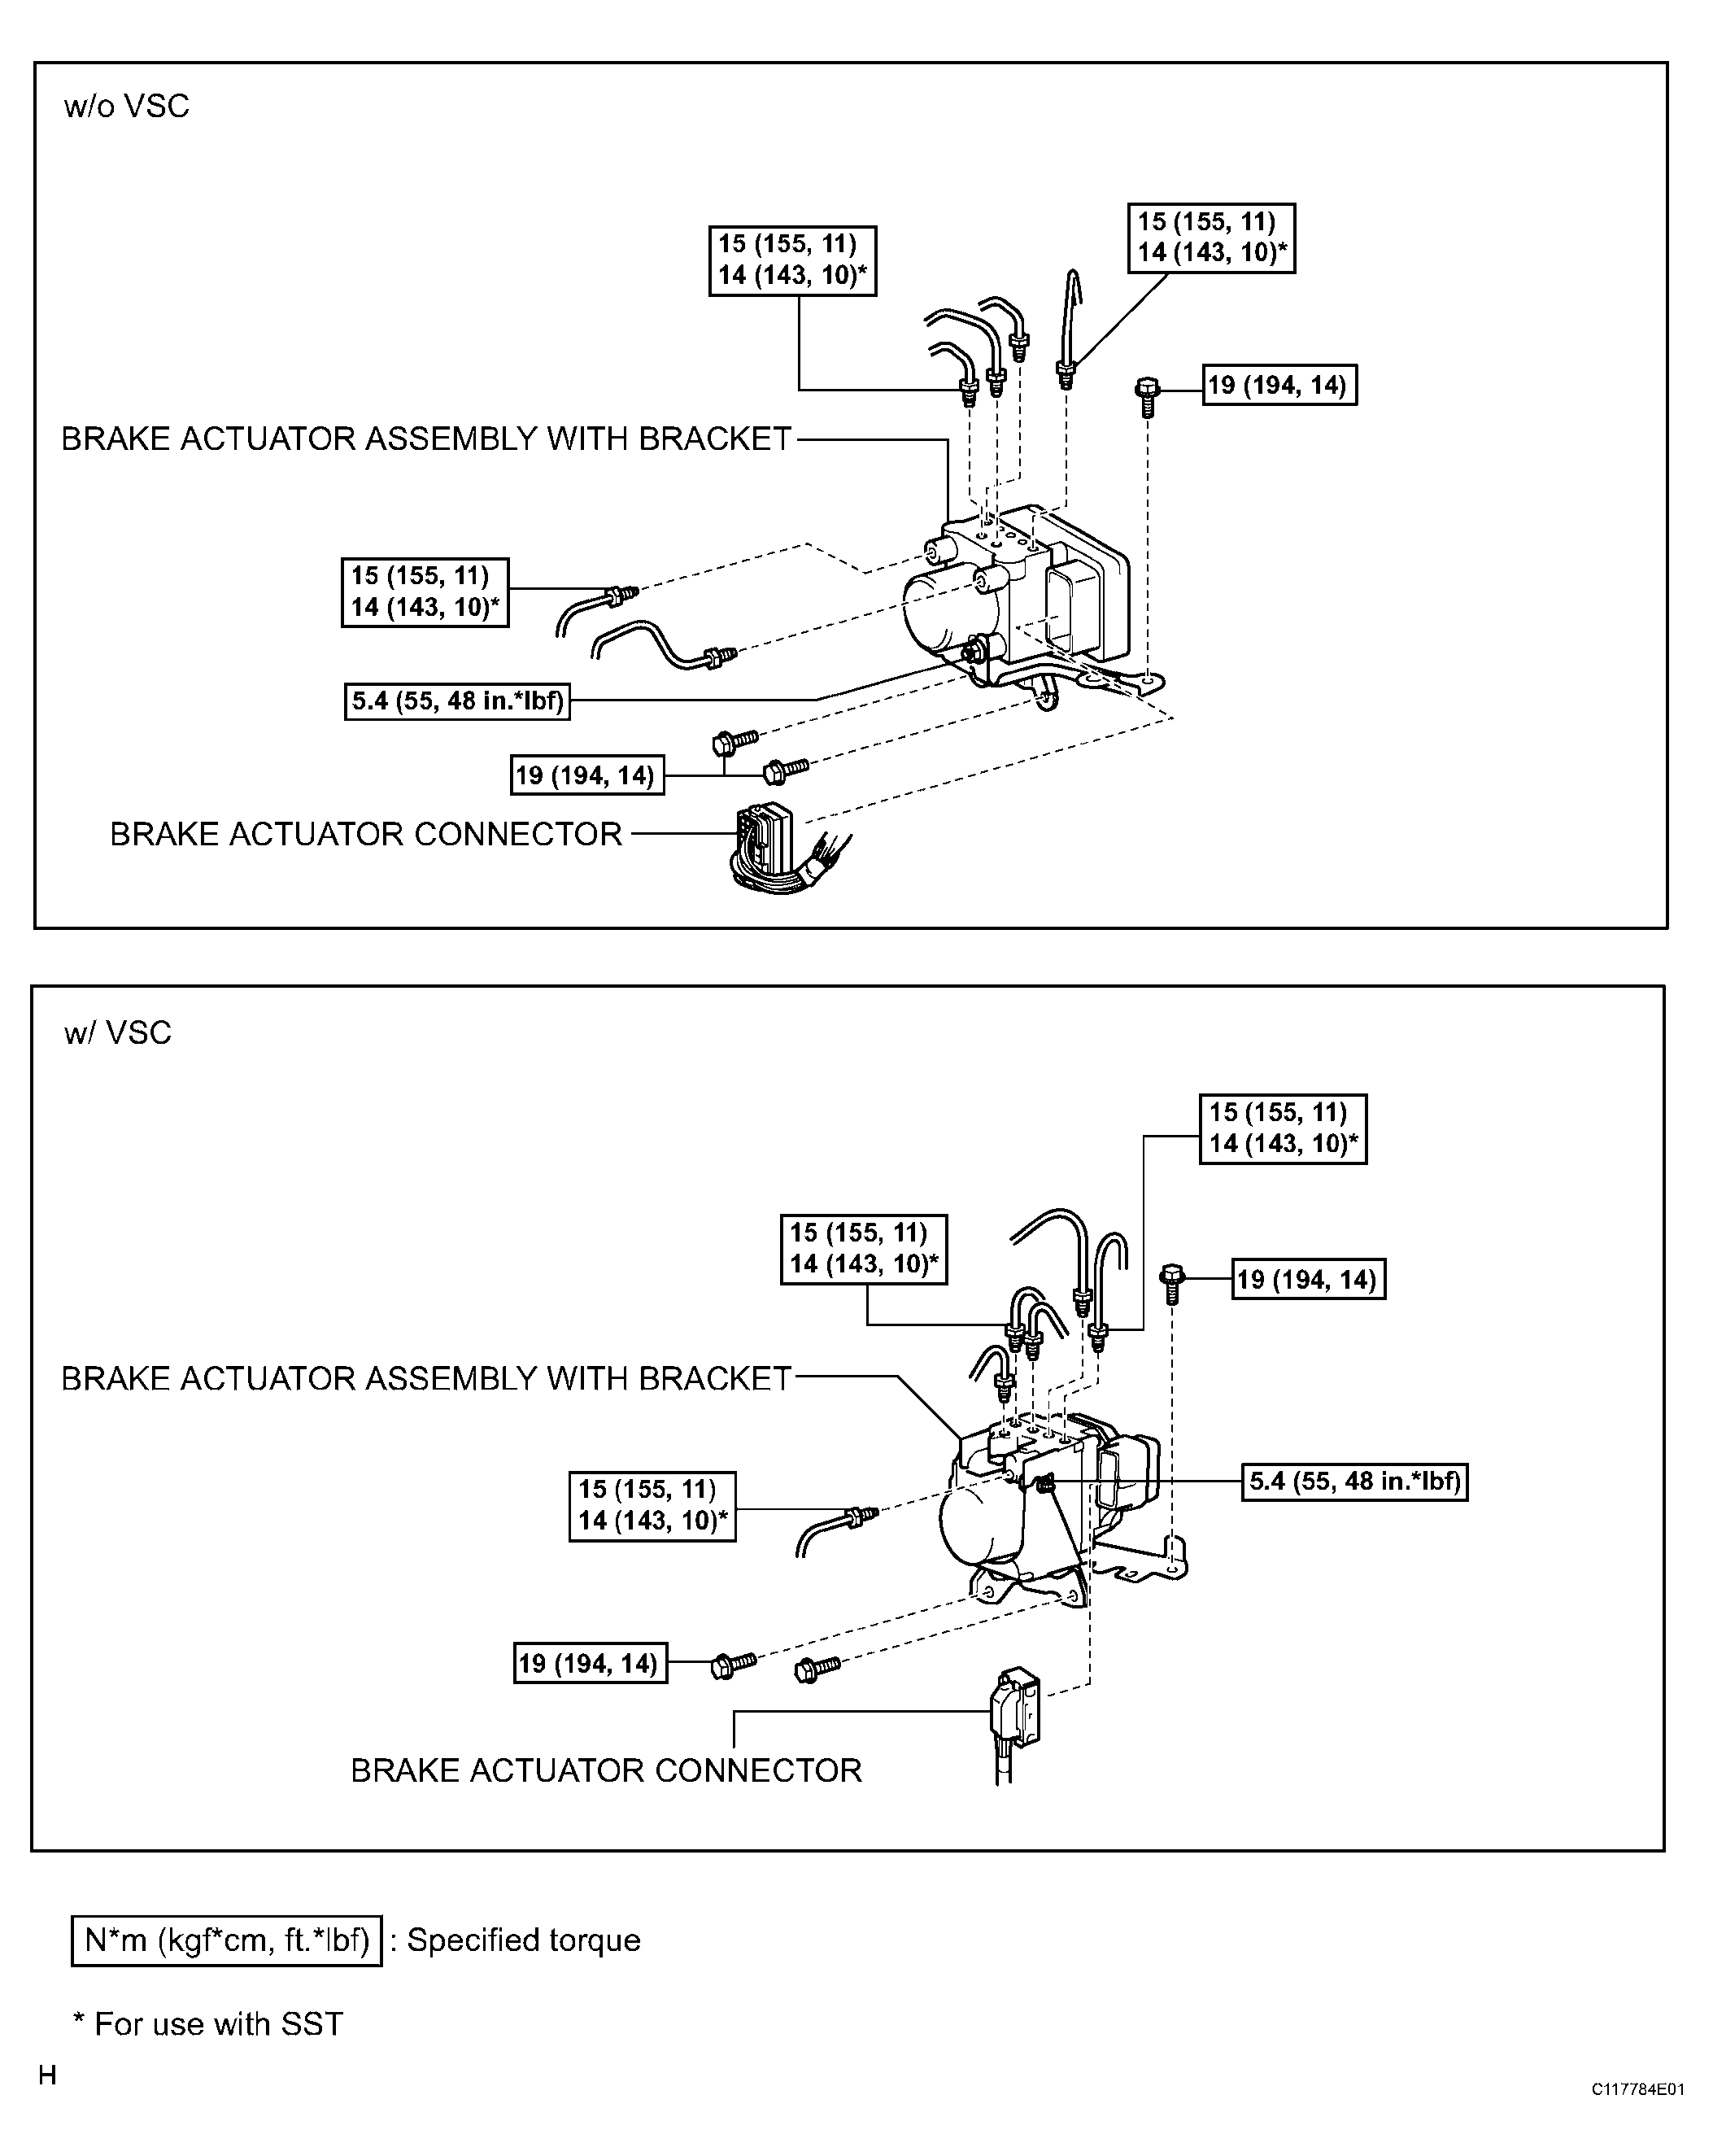 w/o VSC
15 (155, 11)
14 (143, 10)*
15 (155, 11)
14 (143, 10)*
19 (194, 14)
BRAKE ACTUATOR ASSEMBLY WITH BRACKET
15 (155, 11)
14 (143, 10)*
5.4 (55, 48 in.*lbf)
19 (194, 14)
BRAKE ACTUATOR CONNECTOR
w/ VSC
15 (155, 11)
14 (143, 10)*
15 (155, 11)
14 (143, 10)*
19 (194, 14)
BRAKE ACTUATOR ASSEMBLY WITH BRACKET
15 (155, 11)
14 (143, 10)*
5.4 (55, 48 in.*lbf)
19 (194, 14)
BRAKE ACTUATOR CONNECTOR
N*m (kgf*cm, ft.*lbf) : Specified torque
* For use with SST
H
C117784E01